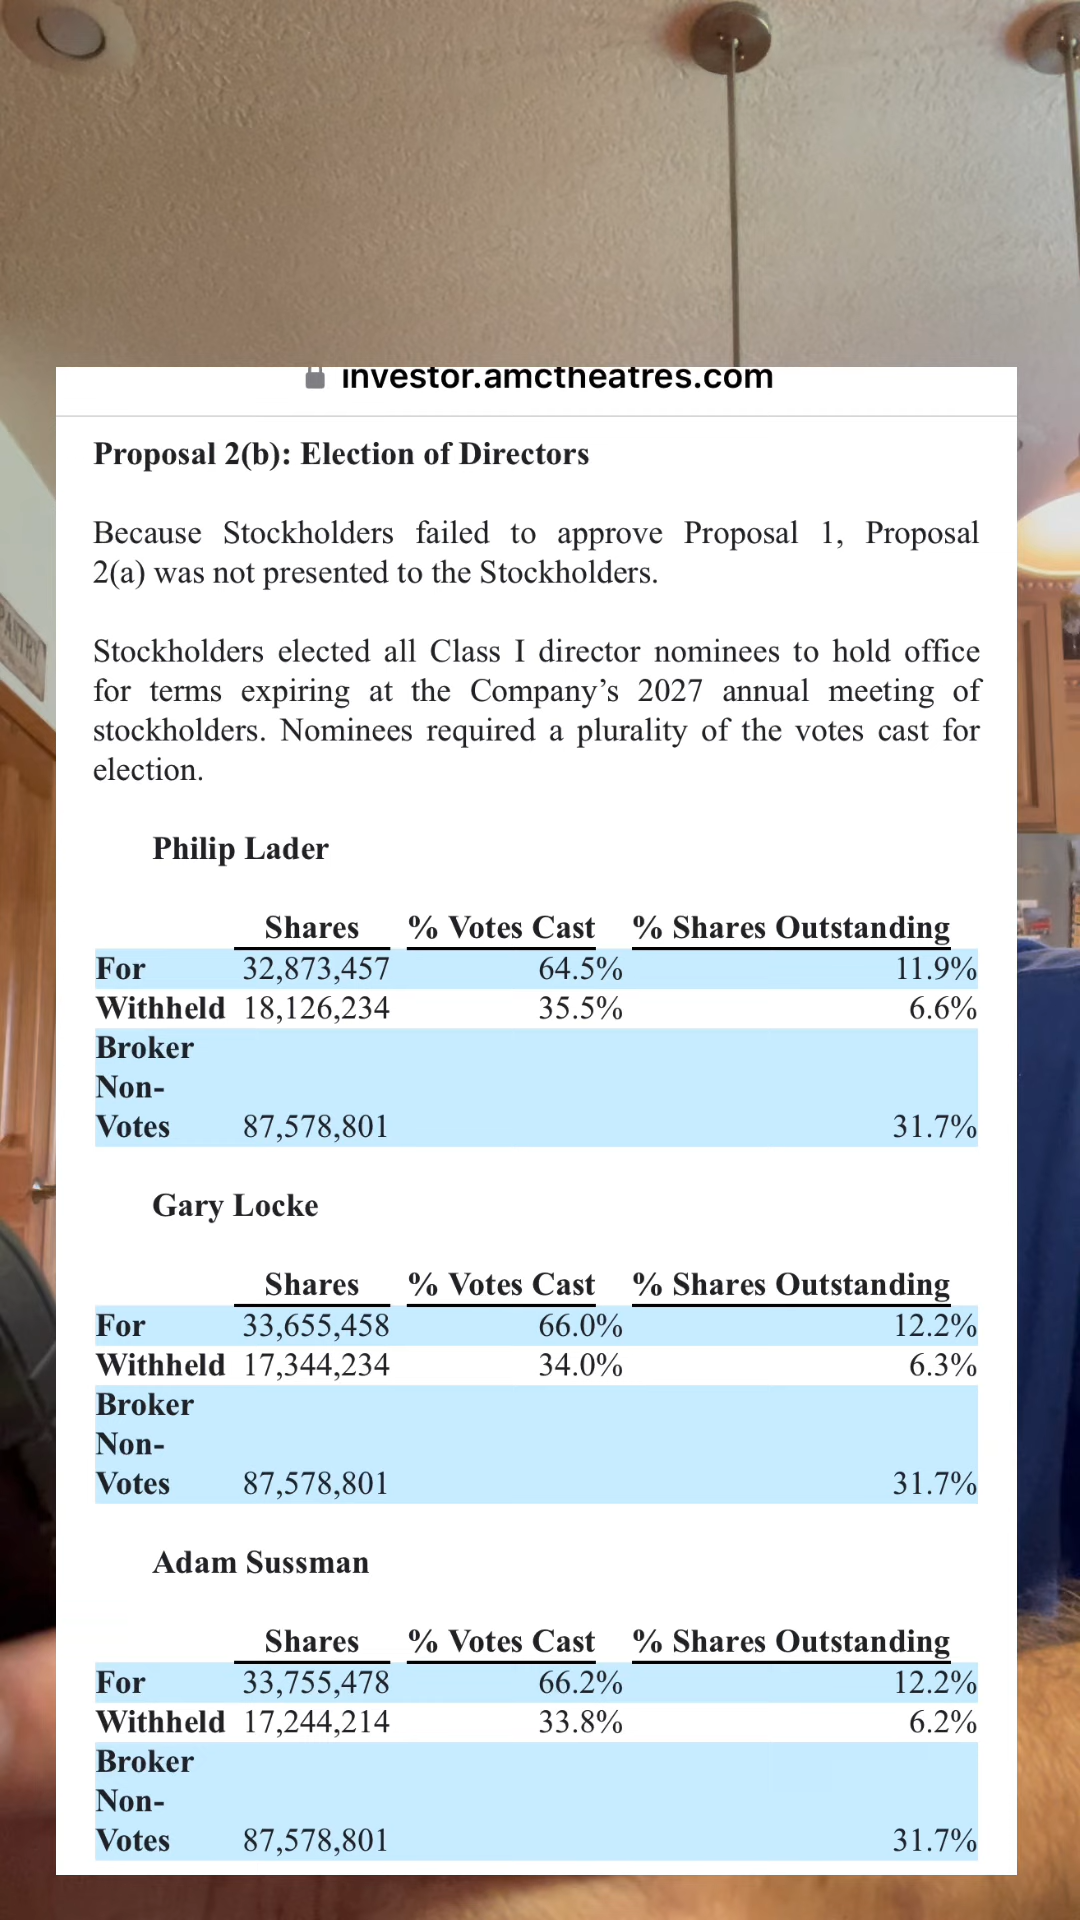 investor.amctheatres.com
Proposal 2(b): Election of Directors
Because Stockholders failed to approve Proposal 1, Proposal
2(a) was not presented to the Stockholders.
Stockholders elected all Class I director nominees to hold office
for terms expiring at the Company’s 2027 annual meeting of
stockholders. Nominees required a plurality of the votes cast for
election.
Philip Lader
Shares % Votes Cast % Shares Outstanding
For 32,873,457 64.5% 11.9%
Withheld 18,126,234 35.5% 6.6%
Broker
Non-
Votes 87,578,801 31.7%
Gary Locke
Shares % Votes Cast % Shares Outstanding
For 33,655,458 66.0% 12.2%
Withheld 17,344,234 34.0% 6.3%
Broker
Non-
Votes 87,578,801 31.7%
Adam Sussman
Shares % Votes Cast % Shares Outstanding
For 33,755,478 66.2% 12.2%
Withheld 17,244,214 33.8% 6.2%
Broker
Non-
Votes 87,578,801 31.7%
PANTRY